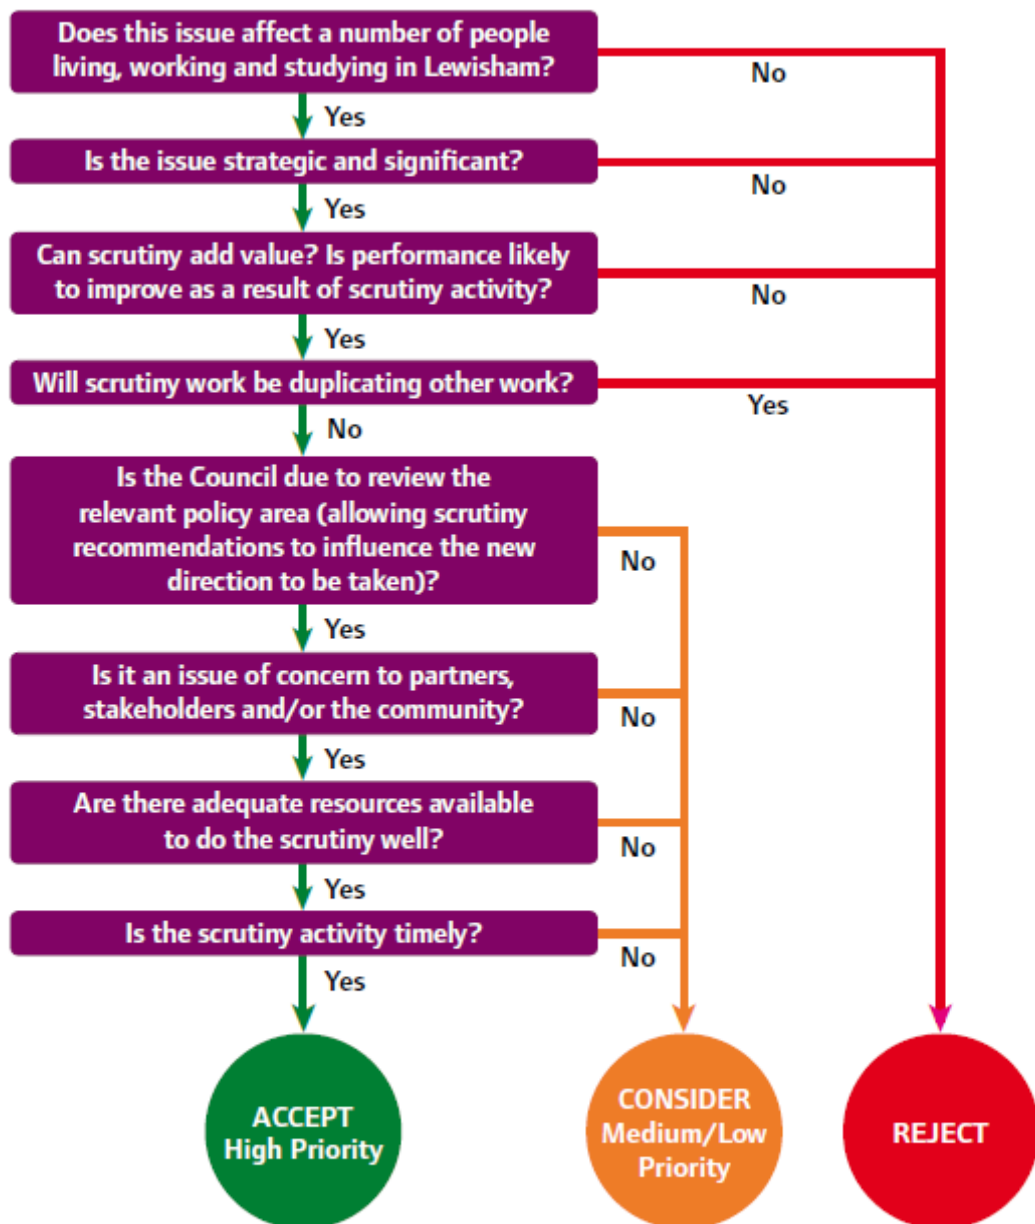 Does this issue affect a number of people
living, working and studying in Lewisham?
No
Yes
Is the issue strategic and significant?
No
Yes
Can scrutiny add value? Is performance likely
to improve as a result of scrutiny activity?
No
Yes
Will scrutiny work be duplicating other work?
Yes
No
Is the Council due to review the
relevant policy area (allowing scrutiny
recommendations to influence the new
direction to be taken)?
No
Yes
Is it an issue of concern to partners,
stakeholders and/or the community?
No
Yes
Are there adequate resources available
to do the scrutiny well?
No
Yes
Is the scrutiny activity timely?
No
Yes
ACCEPT
High Priority
CONSIDER
Medium/Low
Priority
REJECT